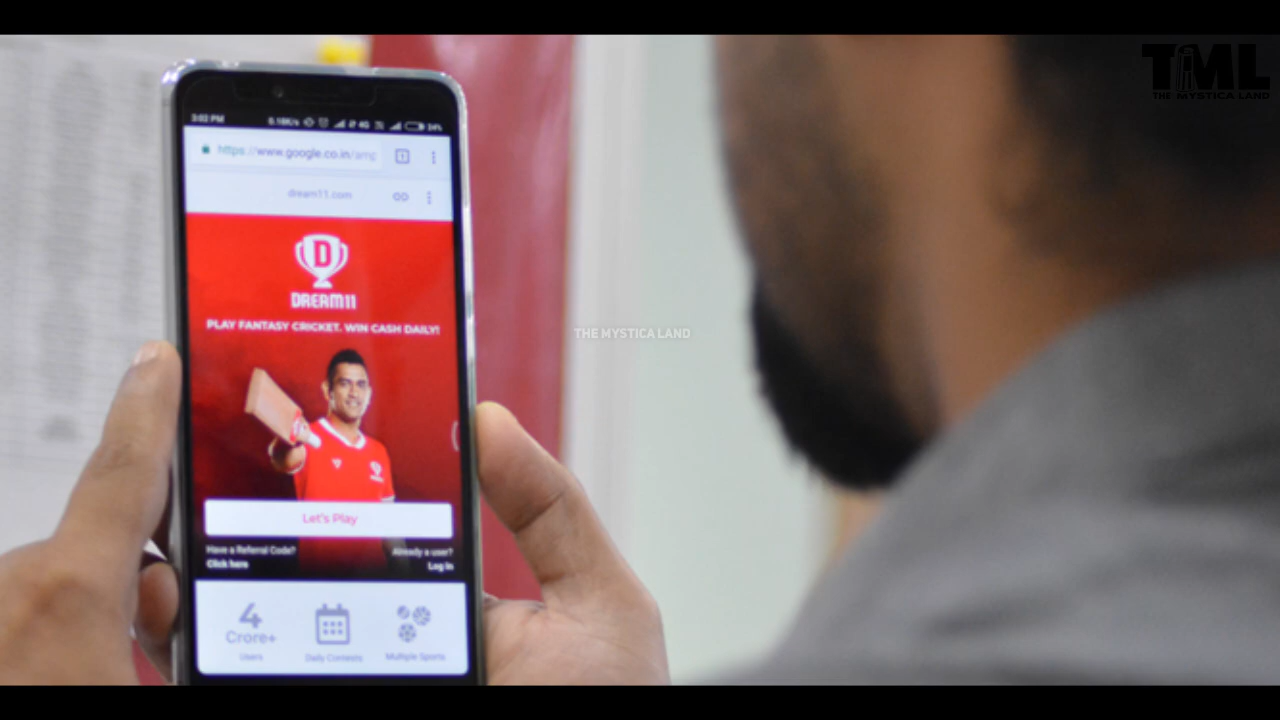 TML
THE MYSTICA LAND
3:02 PM
https://www.google.co.in/amp
dream11.com
D
DREAM11
PLAY FANTASY CRICKET. WIN CASH DAILY!
THE MYSTICA LAND
Let's Play
Have a Referral Code? Already a user?
Click here Log in
4
Crore+
Users Daily Contests Multiple Sports